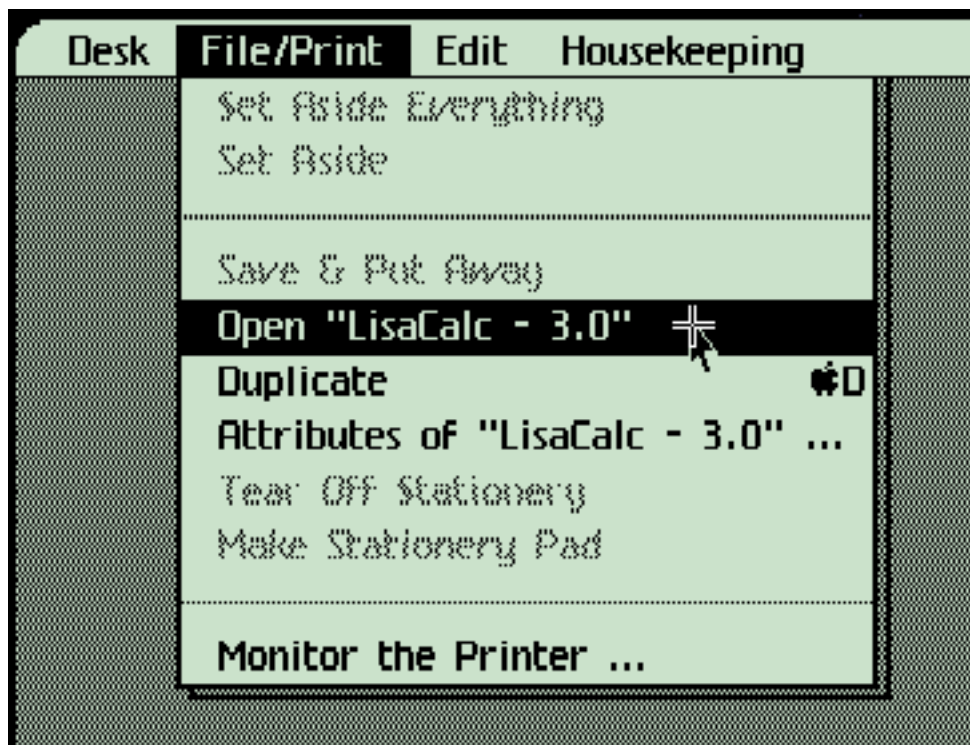 Desk File/Print Edit Housekeeping
Set Aside Everything
Set Aside
Save & Put Away
Open "LisaCalc - 3.0"
Duplicate D
Attributes of "LisaCalc - 3.0" ...
Tear Off Stationery
Make Stationery Pad
Monitor the Printer ...